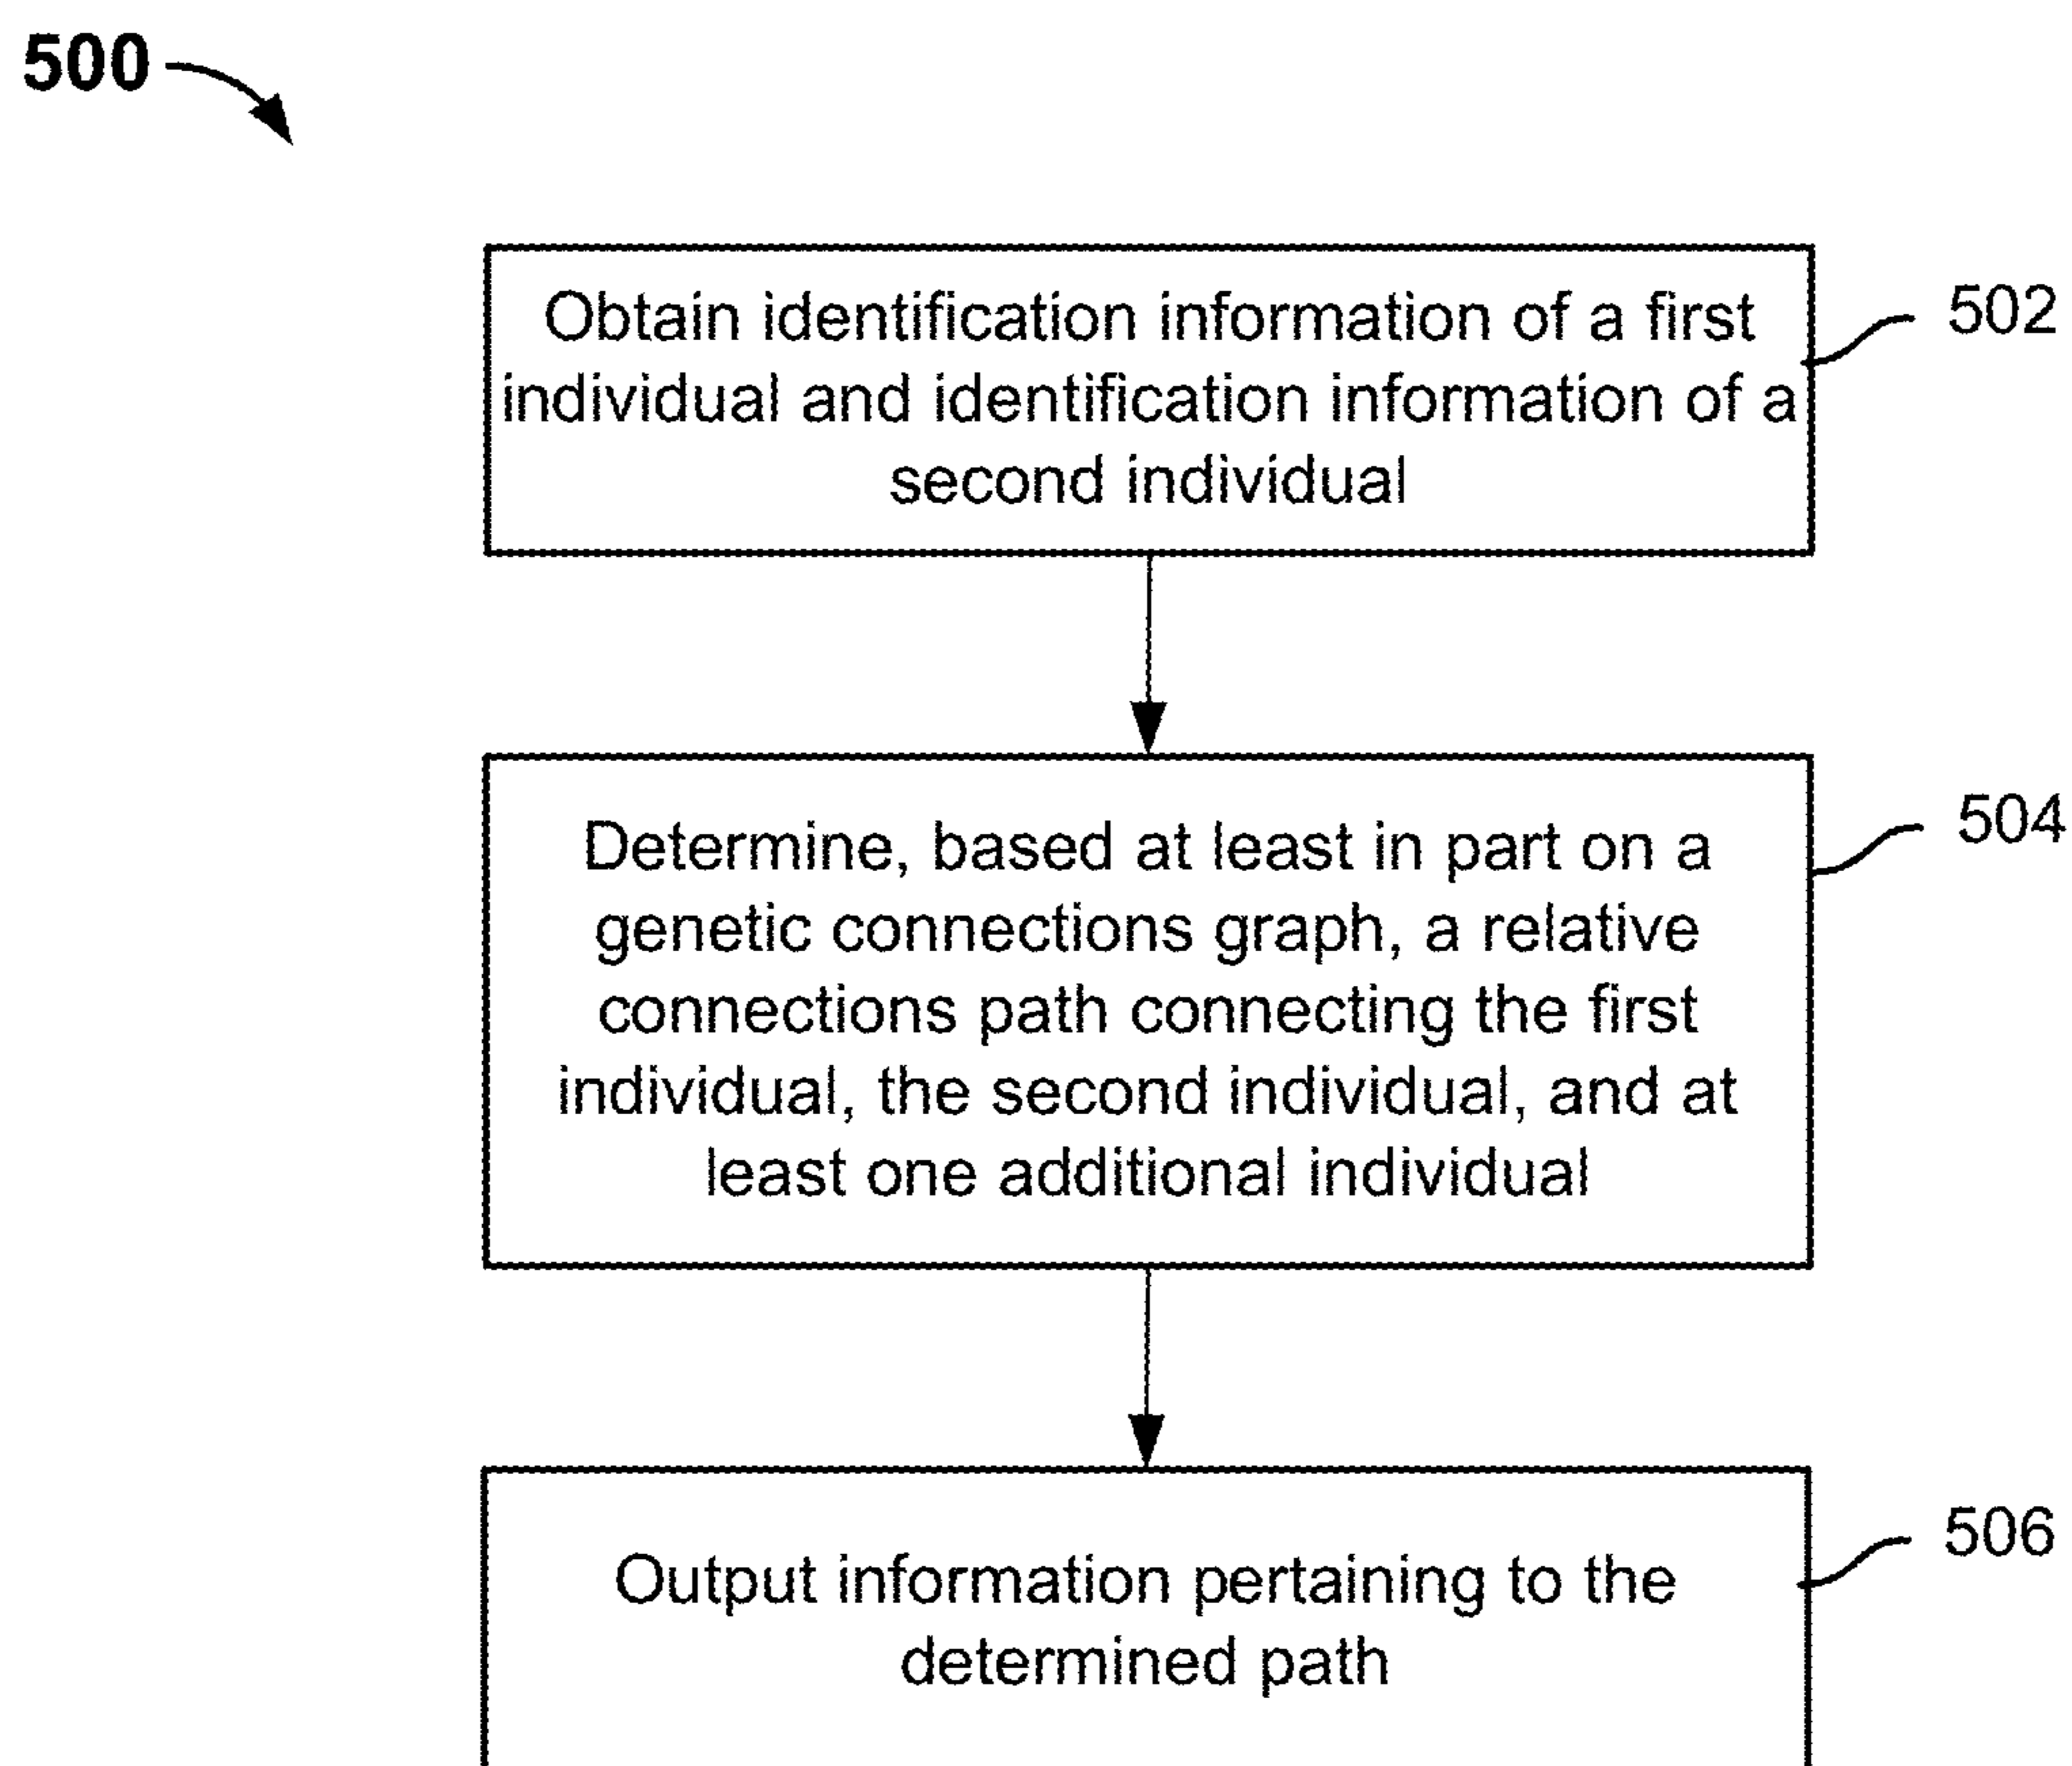 500
Obtain identification information of a first
individual and identification information of a
second individual
502
Determine, based at least in part on a
genetic connections graph, a relative
connections path connecting the first
individual, the second individual, and at
least one additional individual
504
Output information pertaining to the
determined path
506